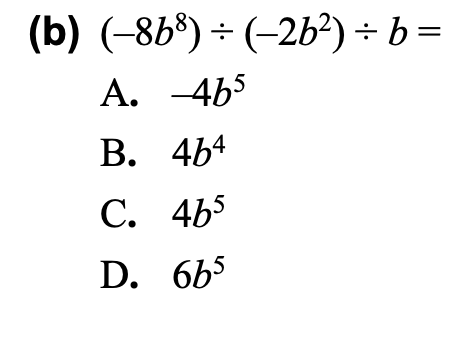 (b) (–8b⁸) ÷ (–2b²) ÷ b =
A. –4b⁵
B. 4b⁴
C. 4b⁵
D. 6b⁵